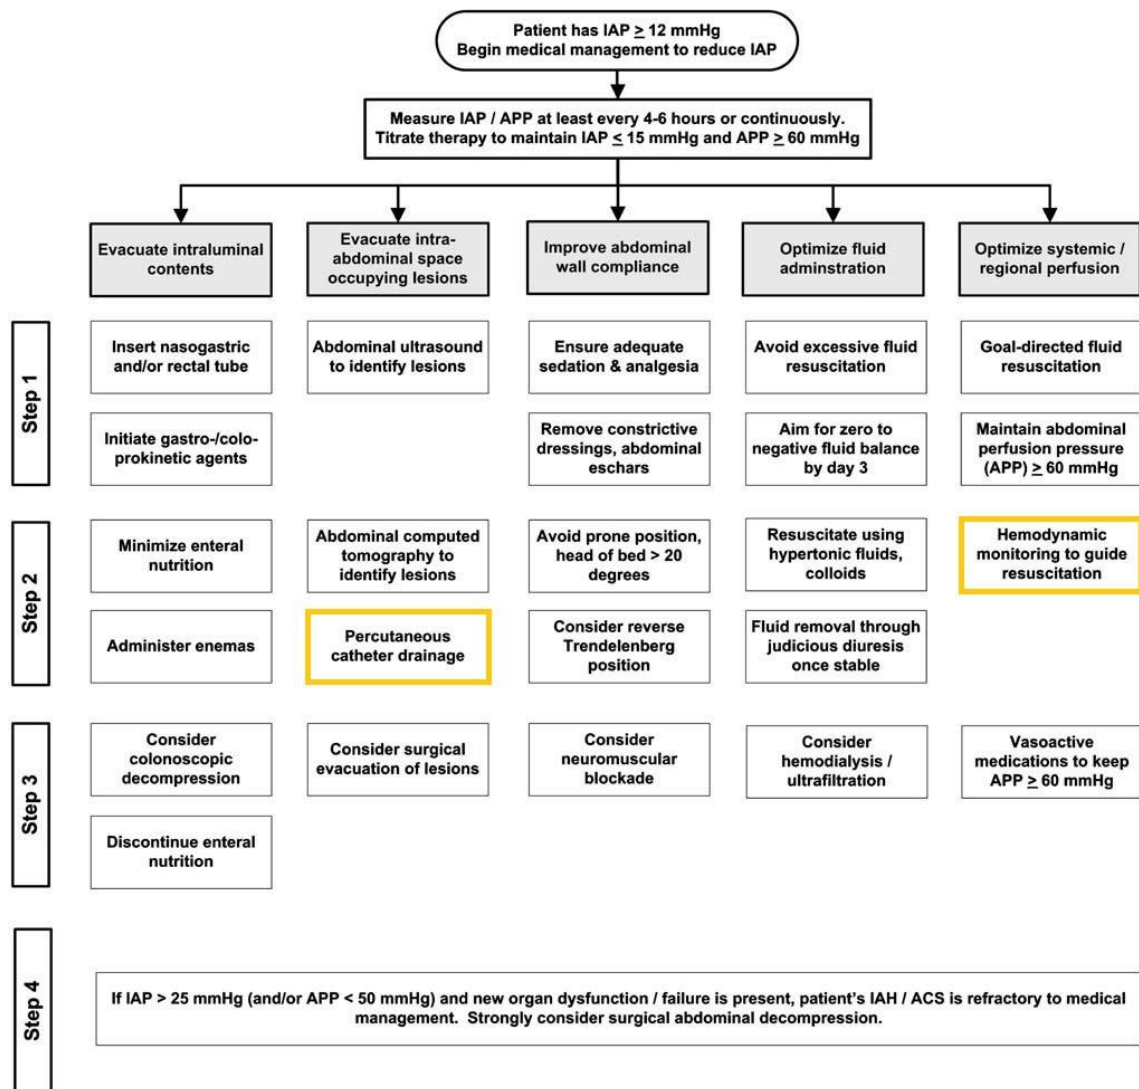 Patient has IAP ≥ 12 mmHg
Begin medical management to reduce IAP
Measure IAP / APP at least every 4-6 hours or continuously.
Titrate therapy to maintain IAP ≤ 15 mmHg and APP ≥ 60 mmHg
Evacuate intraluminal
contents
Evacuate intra-
abdominal space
occupying lesions
Improve abdominal
wall compliance
Optimize fluid
adminstration
Optimize systemic /
regional perfusion
Step 1
Insert nasogastric
and/or rectal tube
Abdominal ultrasound
to identify lesions
Ensure adequate
sedation & analgesia
Avoid excessive fluid
resuscitation
Goal-directed fluid
resuscitation
Initiate gastro-/colo-
prokinetic agents
Remove constrictive
dressings, abdominal
eschars
Aim for zero to
negative fluid balance
by day 3
Maintain abdominal
perfusion pressure
(APP) ≥ 60 mmHg
Step 2
Minimize enteral
nutrition
Abdominal computed
tomography to
identify lesions
Avoid prone position,
head of bed > 20
degrees
Resuscitate using
hypertonic fluids,
colloids
Hemodynamic
monitoring to guide
resuscitation
Administer enemas
Percutaneous
catheter drainage
Consider reverse
Trendelenberg
position
Fluid removal through
judicious diuresis
once stable
Step 3
Consider
colonoscopic
decompression
Consider surgical
evacuation of lesions
Consider
neuromuscular
blockade
Consider
hemodialysis /
ultrafiltration
Vasoactive
medications to keep
APP ≥ 60 mmHg
Discontinue enteral
nutrition
Step 4
If IAP > 25 mmHg (and/or APP < 50 mmHg) and new organ dysfunction / failure is present, patient's IAH / ACS is refractory to medical
management. Strongly consider surgical abdominal decompression.